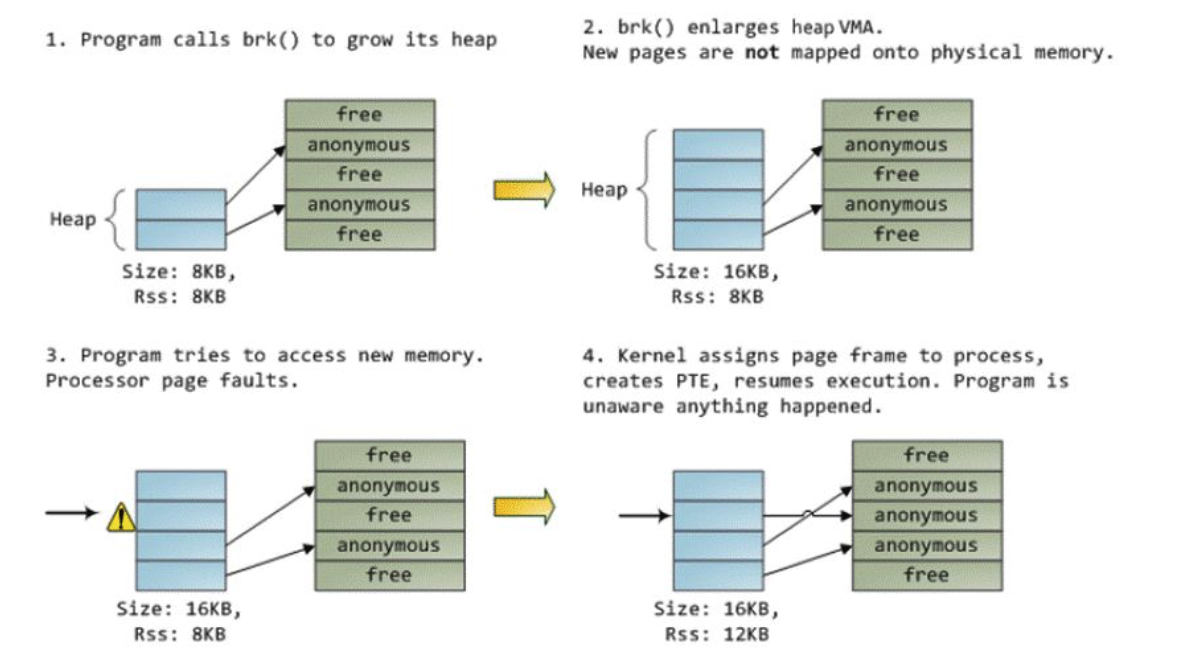 1. Program calls brk() to grow its heap
2. brk() enlarges heap VMA.
New pages are not mapped onto physical memory.
free
anonymous
free
anonymous
free
Heap
Size: 8KB,
Rss: 8KB
free
anonymous
free
anonymous
free
Heap
Size: 16KB,
Rss: 8KB
3. Program tries to access new memory.
Processor page faults.
4. Kernel assigns page frame to process,
creates PTE, resumes execution. Program is
unaware anything happened.
free
anonymous
free
anonymous
free
Size: 16KB,
Rss: 8KB
free
anonymous
anonymous
anonymous
free
Size: 16KB,
Rss: 12KB